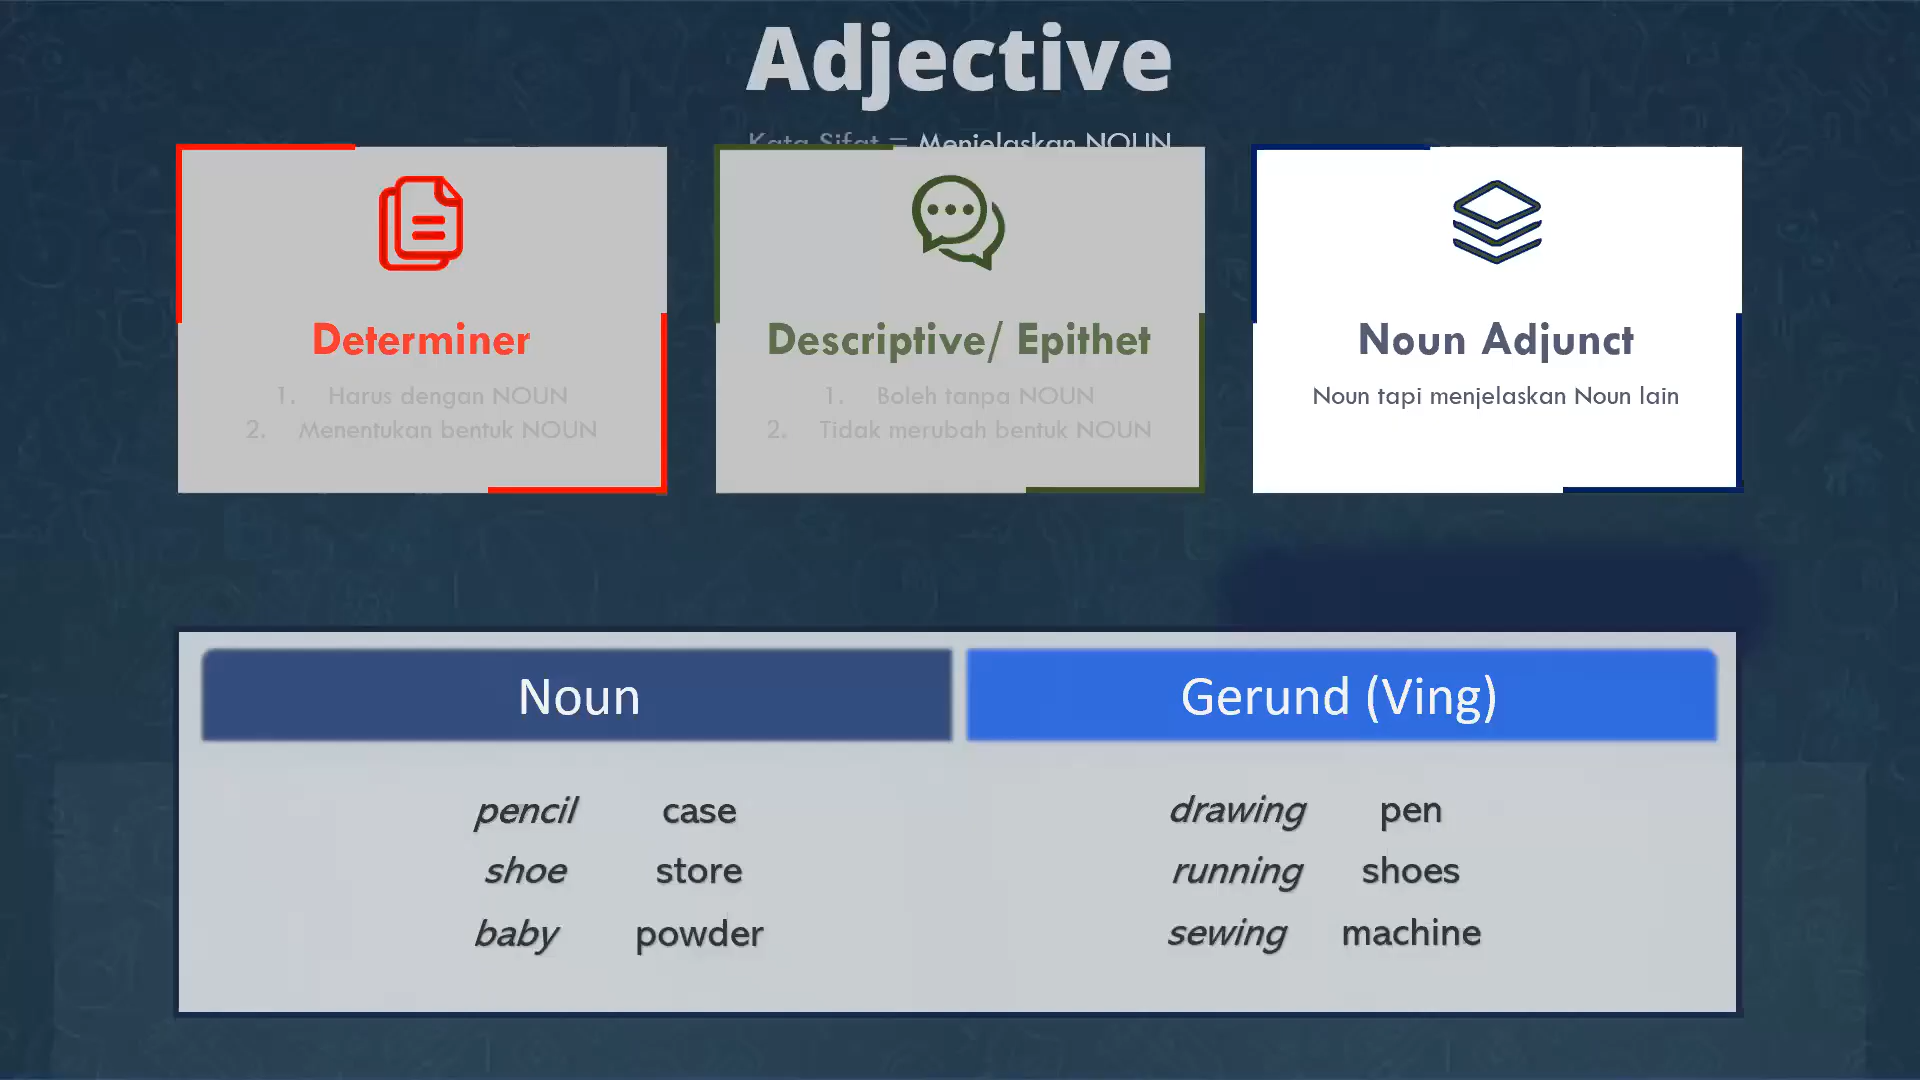 Adjective
Kata Sifat = Menjelaskan NOUN
Determiner
1. Harus dengan NOUN
2. Menentukan bentuk NOUN
Descriptive/ Epithet
1. Boleh tanpa NOUN
2. Tidak merubah bentuk NOUN
Noun Adjunct
Noun tapi menjelaskan Noun lain
Noun
pencil case
shoe store
baby powder
Gerund (Ving)
drawing pen
running shoes
sewing machine